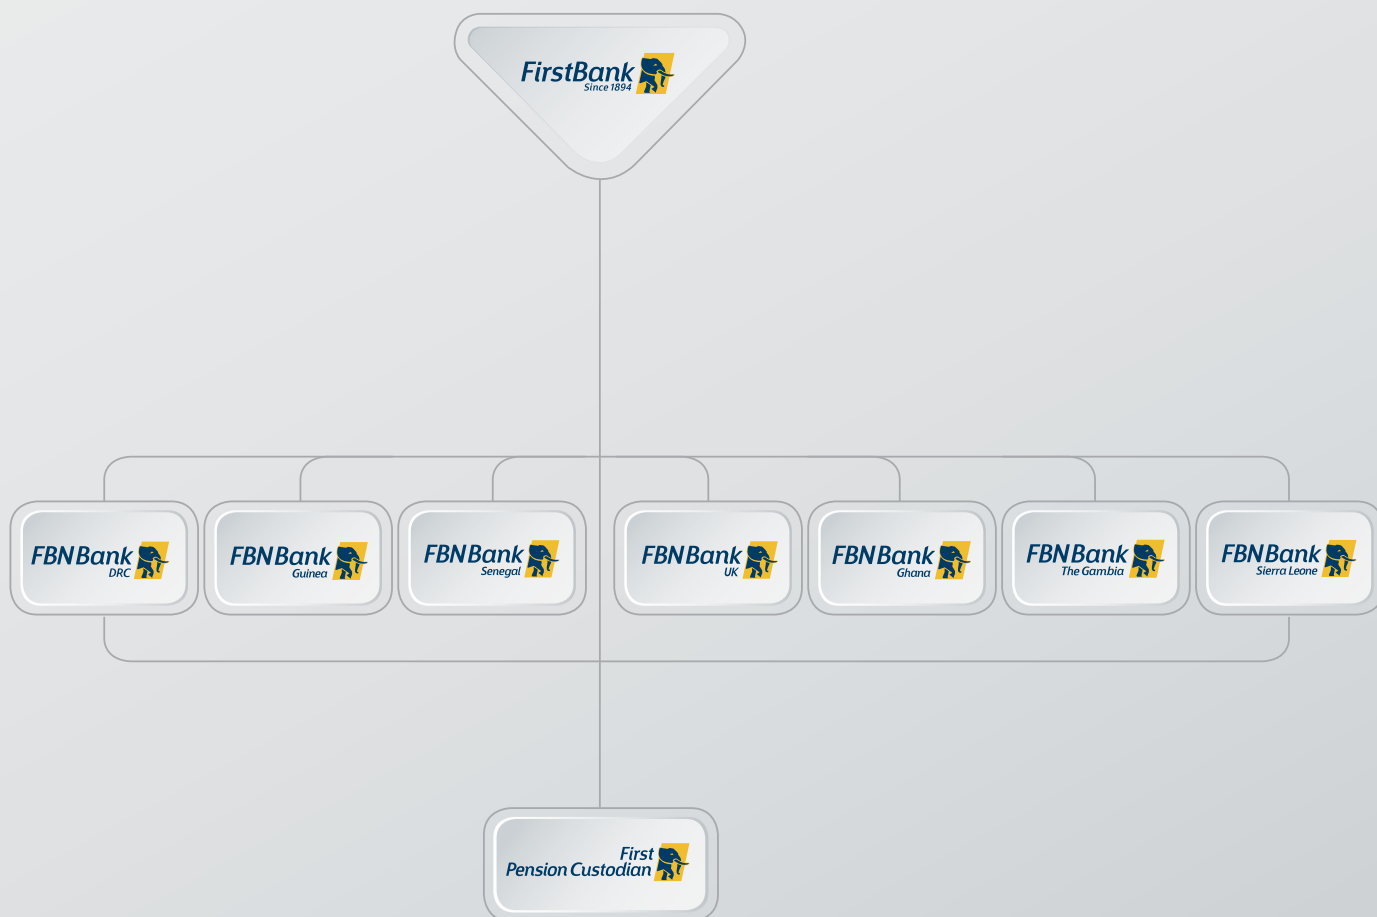 FirstBank
Since 1894
FBNBank
DRC
FBNBank
Guinea
FBNBank
Senegal
FBNBank
UK
FBNBank
Ghana
FBNBank
The Gambia
FBNBank
Sierra Leone
First
Pension Custodian